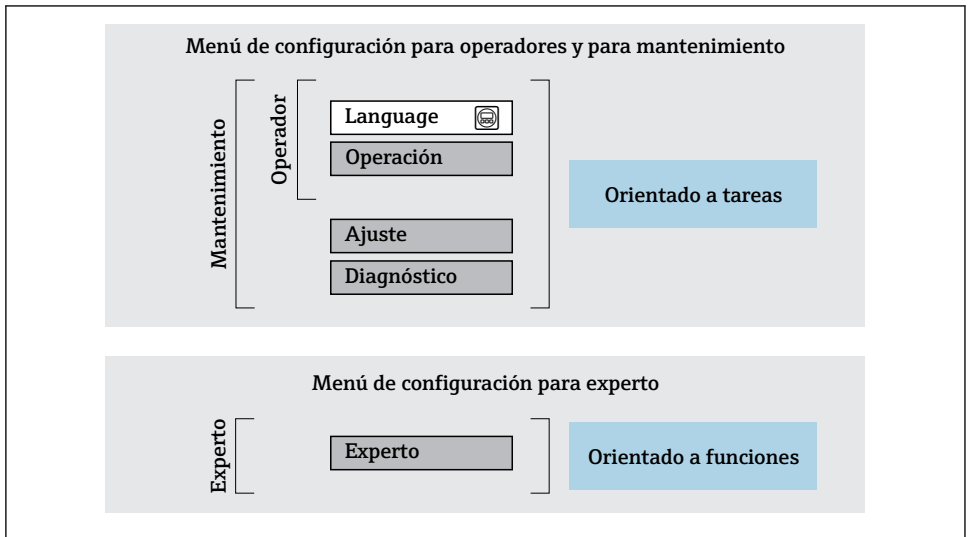 Menú de configuración para operadores y para mantenimiento
Mantenimiento
Operador
Language
Operación
Ajuste
Diagnóstico
Orientado a tareas
Menú de configuración para experto
Experto
Experto
Orientado a funciones